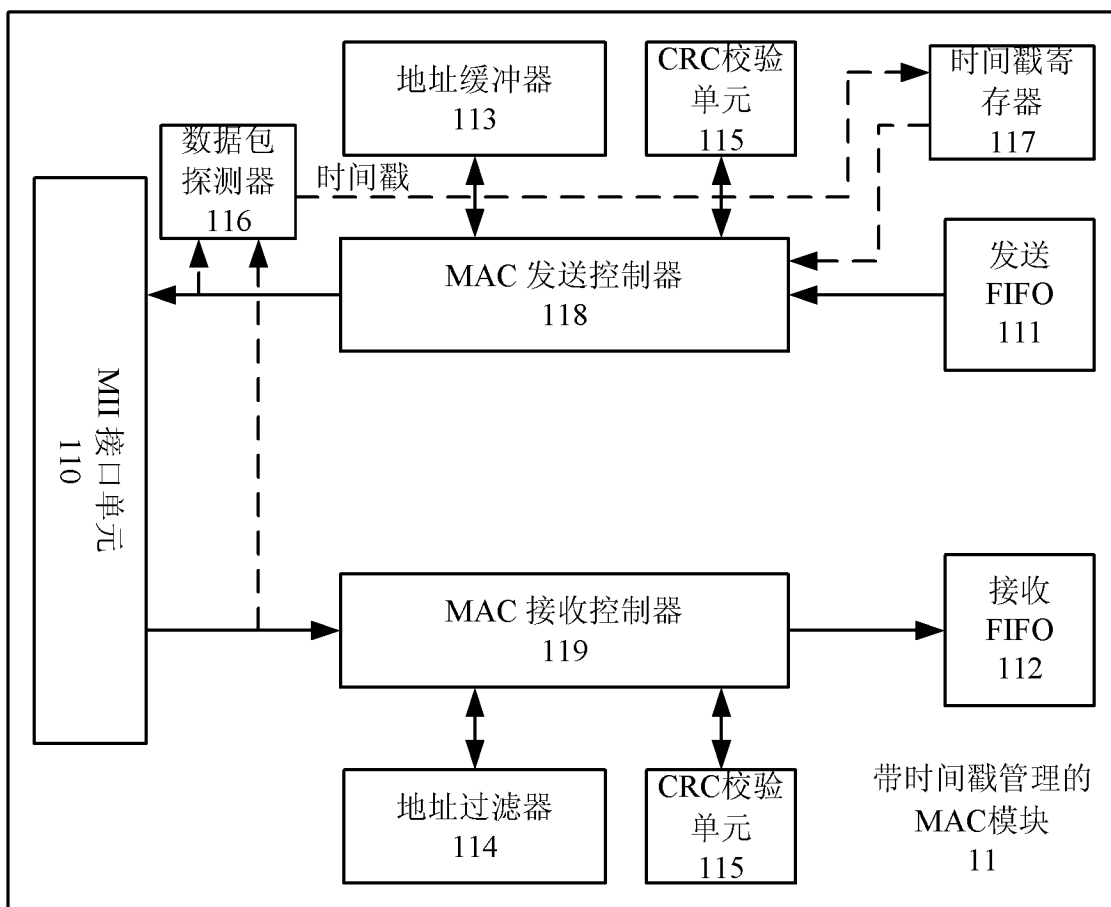 地址缓冲器
113
CRC校验
单元
115
时间戳寄
存器
117
数据包
探测器
116
时间戳
MAC 发送控制器
118
发送
FIFO
111
MII 接口单元
110
MAC 接收控制器
119
接收
FIFO
112
地址过滤器
114
CRC校验
单元
115
带时间戳管理的
MAC模块
11